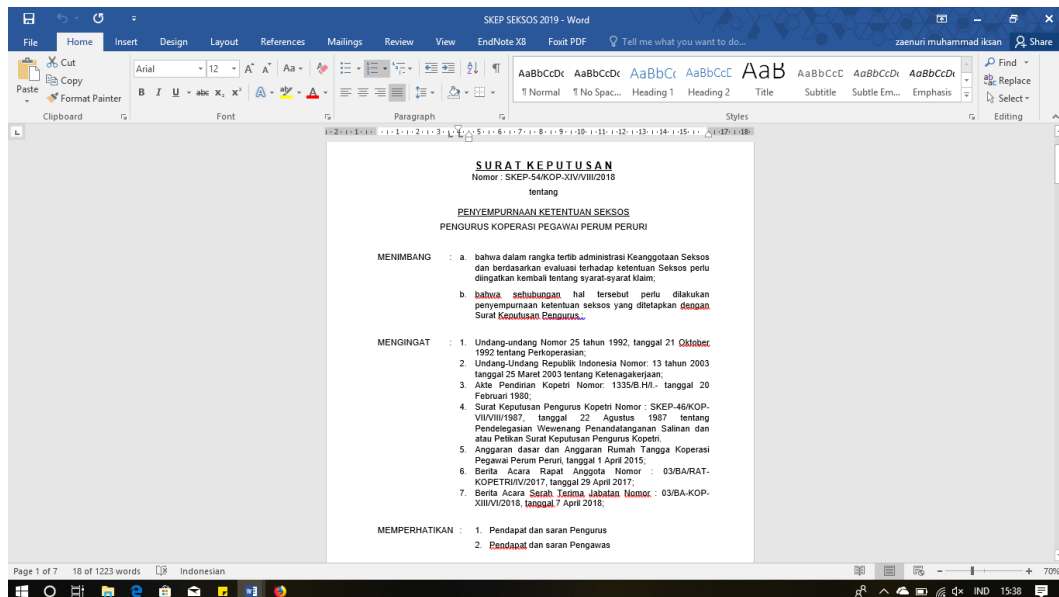 SKEP SEKSOS 2019 - Word
File Home Insert Design Layout References Mailings Review View EndNote X8 Foxit PDF Tell me what you want to do... zaenuri muhammad iksan Share
Paste Cut Copy Format Painter
Clipboard
Arial 12
Font
Paragraph
AaBbCcDc AaBbCcDc AaBbCc AaBbCcE AaB AaBbCcD AaBbCcDc AaBbCcDc
¶ Normal ¶ No Spac... Heading 1 Heading 2 Title Subtitle Subtle Em... Emphasis
Styles
Find
Replace
Select
Editing
SURAT KEPUTUSAN
Nomor : SKEP-54/KOP-XIV/VIII/2018
tentang
PENYEMPURNAAN KETENTUAN SEKSOS
PENGURUS KOPERASI PEGAWAI PERUM PERURI
MENIMBANG : a. bahwa dalam rangka tertib administrasi Keanggotaan Seksos
dan berdasarkan evaluasi terhadap ketentuan Seksos perlu
diingatkan kembali tentang syarat-syarat klaim;
b. bahwa sehubungan hal tersebut perlu dilakukan
penyempurnaan ketentuan seksos yang ditetapkan dengan
Surat Keputusan Pengurus ;
MENGINGAT : 1. Undang-undang Nomor 25 tahun 1992, tanggal 21 Oktober
1992 tentang Perkoperasian;
2. Undang-Undang Republik Indonesia Nomor: 13 tahun 2003
tanggal 25 Maret 2003 tentang Ketenagakerjaan;
3. Akte Pendirian Kopetri Nomor: 1335/B.H/I.- tanggal 20
Februari 1980;
4. Surat Keputusan Pengurus Kopetri Nomor : SKEP-46/KOP-
VII/VIII/1987, tanggal 22 Agustus 1987 tentang
Pendelegasian Wewenang Penandatanganan Salinan dan
atau Petikan Surat Keputusan Pengurus Kopetri.
5. Anggaran dasar dan Anggaran Rumah Tangga Koperasi
Pegawai Perum Peruri, tanggal 1 April 2015;
6. Berita Acara Rapat Anggota Nomor : 03/BA/RAT-
KOPETRI/IV/2017, tanggal 29 April 2017;
7. Berita Acara Serah Terima Jabatan Nomor : 03/BA-KOP-
XIII/VI/2018, tanggal 7 April 2018;
MEMPERHATIKAN : 1. Pendapat dan saran Pengurus
2. Pendapat dan saran Pengawas
Page 1 of 7 18 of 1223 words Indonesian 70%
IND 15:38